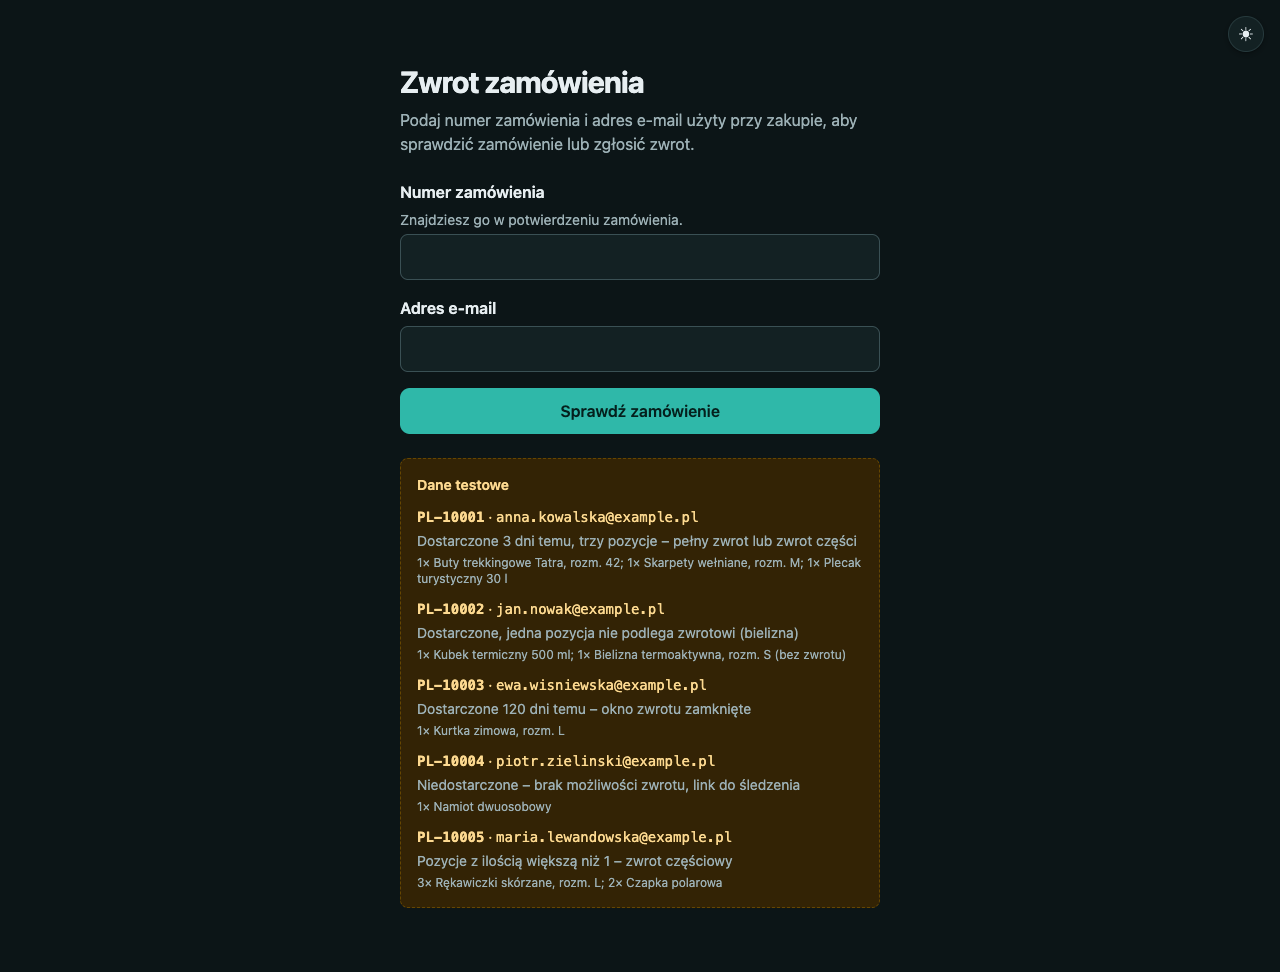 Zwrot zamówienia
Podaj numer zamówienia i adres e-mail użyty przy zakupie, aby
sprawdzić zamówienie lub zgłosić zwrot.
Numer zamówienia
Znajdziesz go w potwierdzeniu zamówienia.
Adres e-mail
Sprawdź zamówienie
Dane testowe
PL-10001 · anna.kowalska@example.pl
Dostarczone 3 dni temu, trzy pozycje – pełny zwrot lub zwrot części
1× Buty trekkingowe Tatra, rozm. 42; 1× Skarpety wełniane, rozm. M; 1× Plecak
turystyczny 30 l
PL-10002 · jan.nowak@example.pl
Dostarczone, jedna pozycja nie podlega zwrotowi (bielizna)
1× Kubek termiczny 500 ml; 1× Bielizna termoaktywna, rozm. S (bez zwrotu)
PL-10003 · ewa.wisniewska@example.pl
Dostarczone 120 dni temu – okno zwrotu zamknięte
1× Kurtka zimowa, rozm. L
PL-10004 · piotr.zielinski@example.pl
Niedostarczone – brak możliwości zwrotu, link do śledzenia
1× Namiot dwuosobowy
PL-10005 · maria.lewandowska@example.pl
Pozycje z ilością większą niż 1 – zwrot częściowy
3× Rękawiczki skórzane, rozm. L; 2× Czapka polarowa